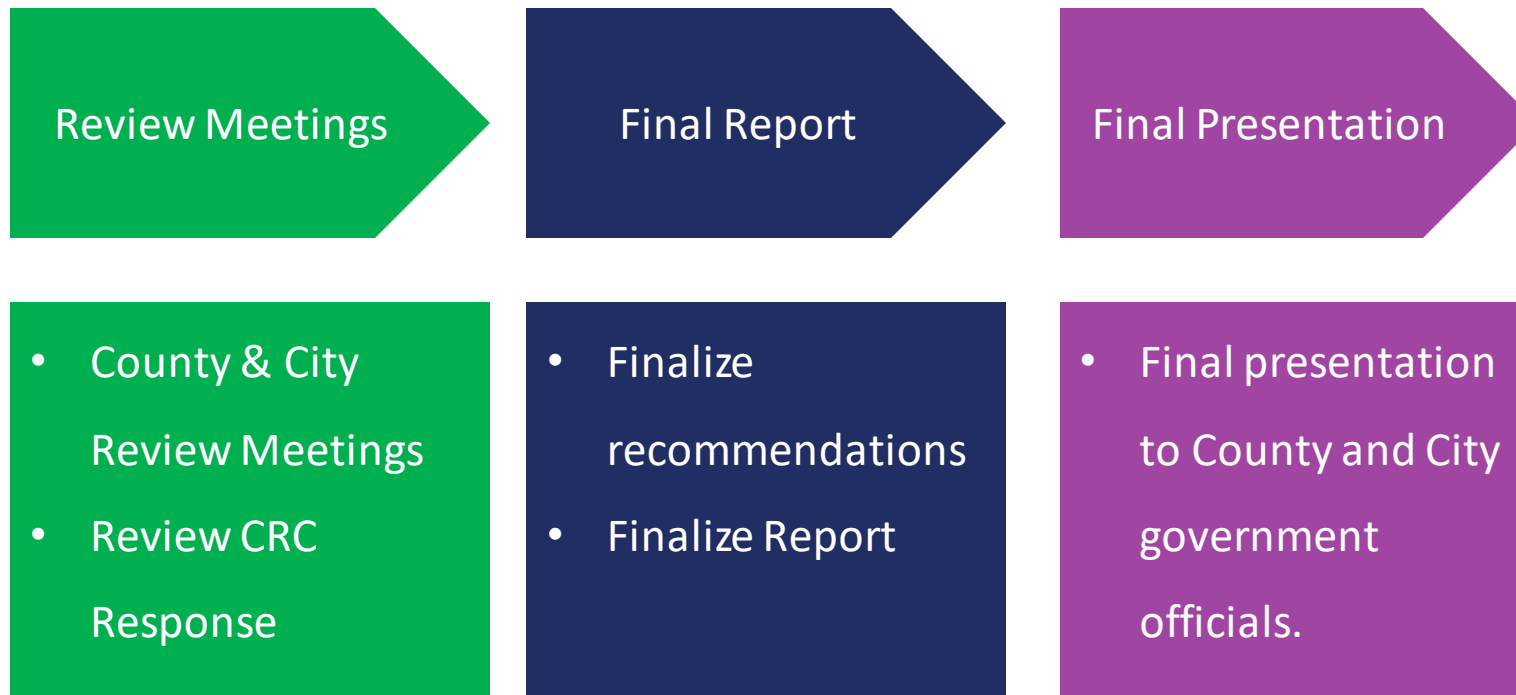 Review Meetings
Final Report
Final Presentation
• County & City
Review Meetings
• Review CRC
Response
• Finalize
recommendations
• Finalize Report
• Final presentation
to County and City
government
officials.